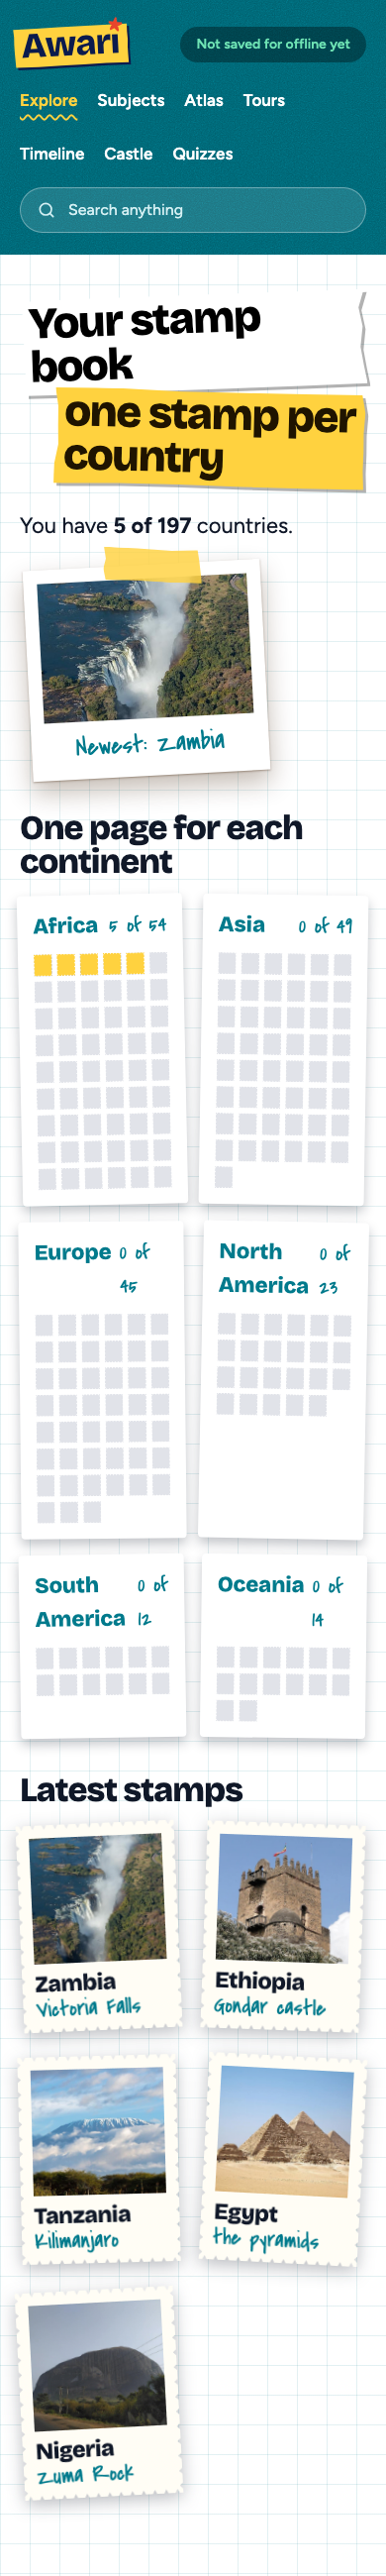 Awari
Not saved for offline yet
Explore Subjects Atlas Tours
Timeline Castle Quizzes
Search anything
Your stamp
book
one stamp per
country
You have 5 of 197 countries.
Newest: Zambia
One page for each
continent
Africa 5 of 54
Asia 0 of 49
Europe 0 of
45
North 0 of
America 23
South 0 of
America 12
Oceania 0 of
14
Latest stamps
Zambia
Victoria Falls
Ethiopia
Gondar castle
Tanzania
Kilimanjaro
Egypt
the pyramids
Nigeria
Zuma Rock